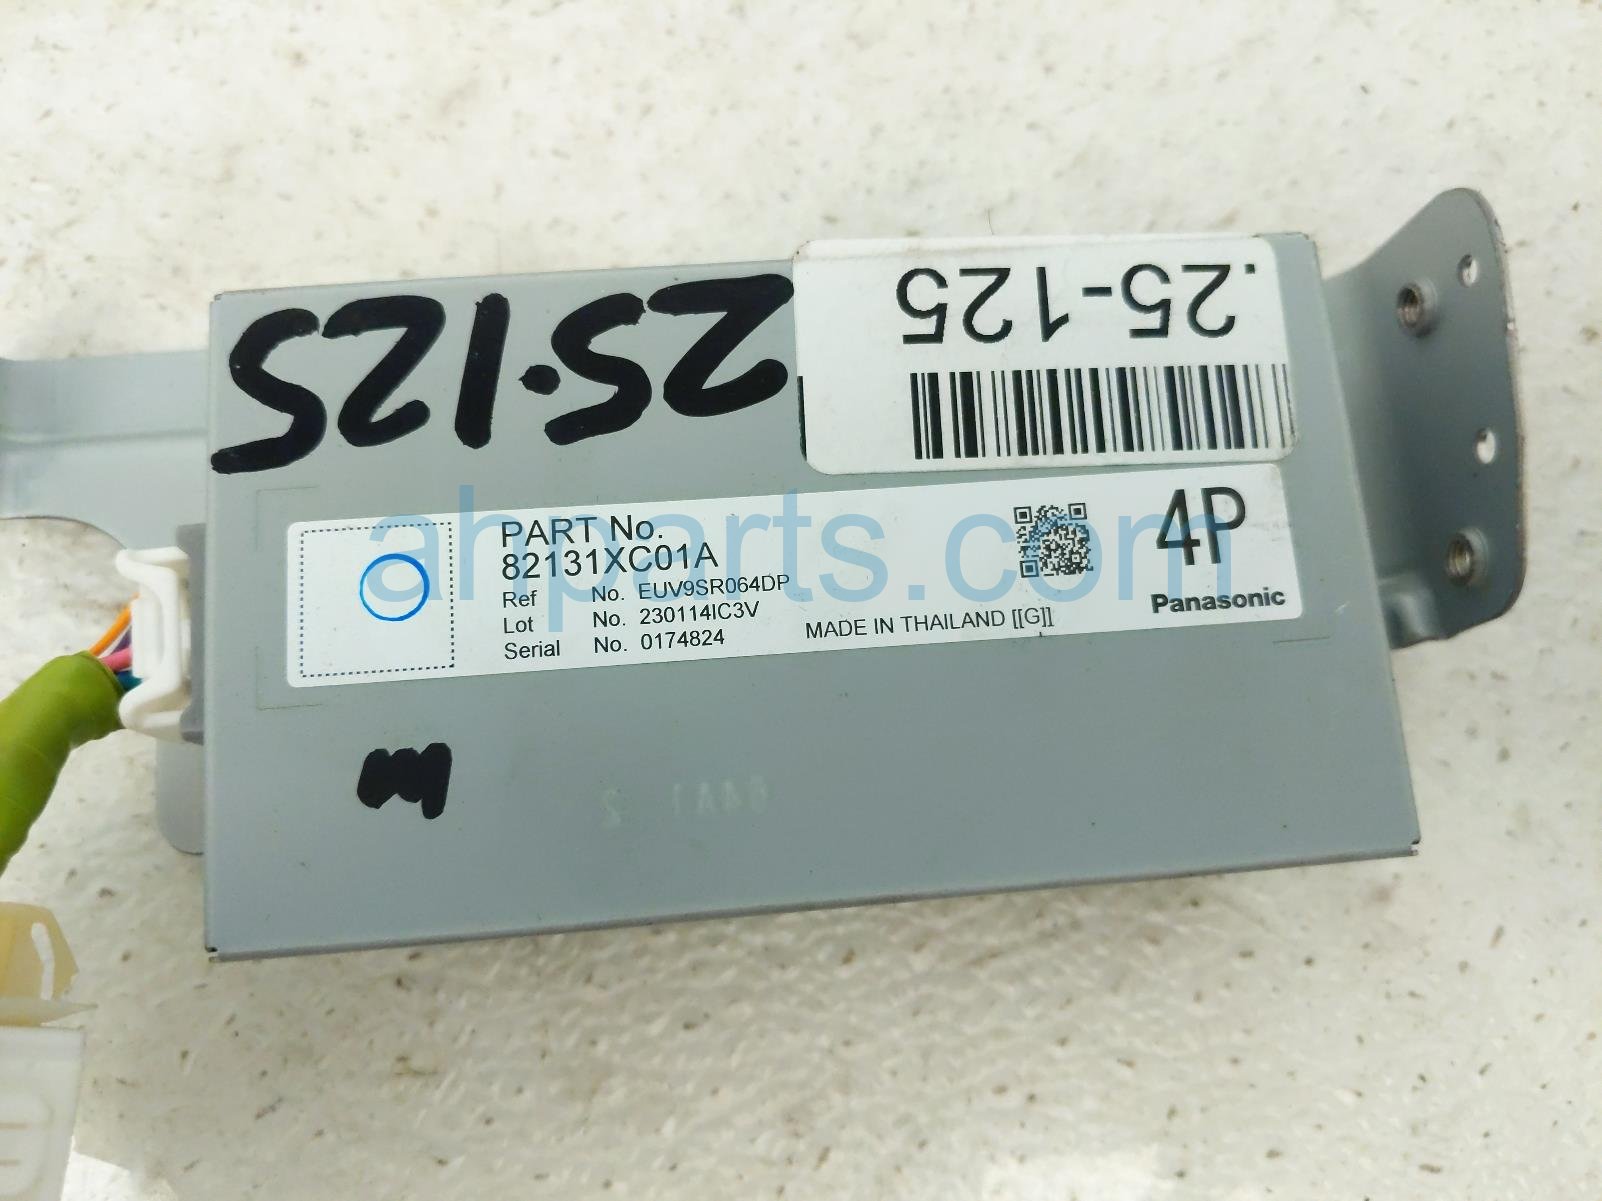 .25-125
25-125
PART No.
82131XC01A
Ref No. EUV9SR064DP
Lot No. 230114IC3V
Serial No. 0174824
MADE IN THAILAND [[G]]
4P
Panasonic
ahparts.com